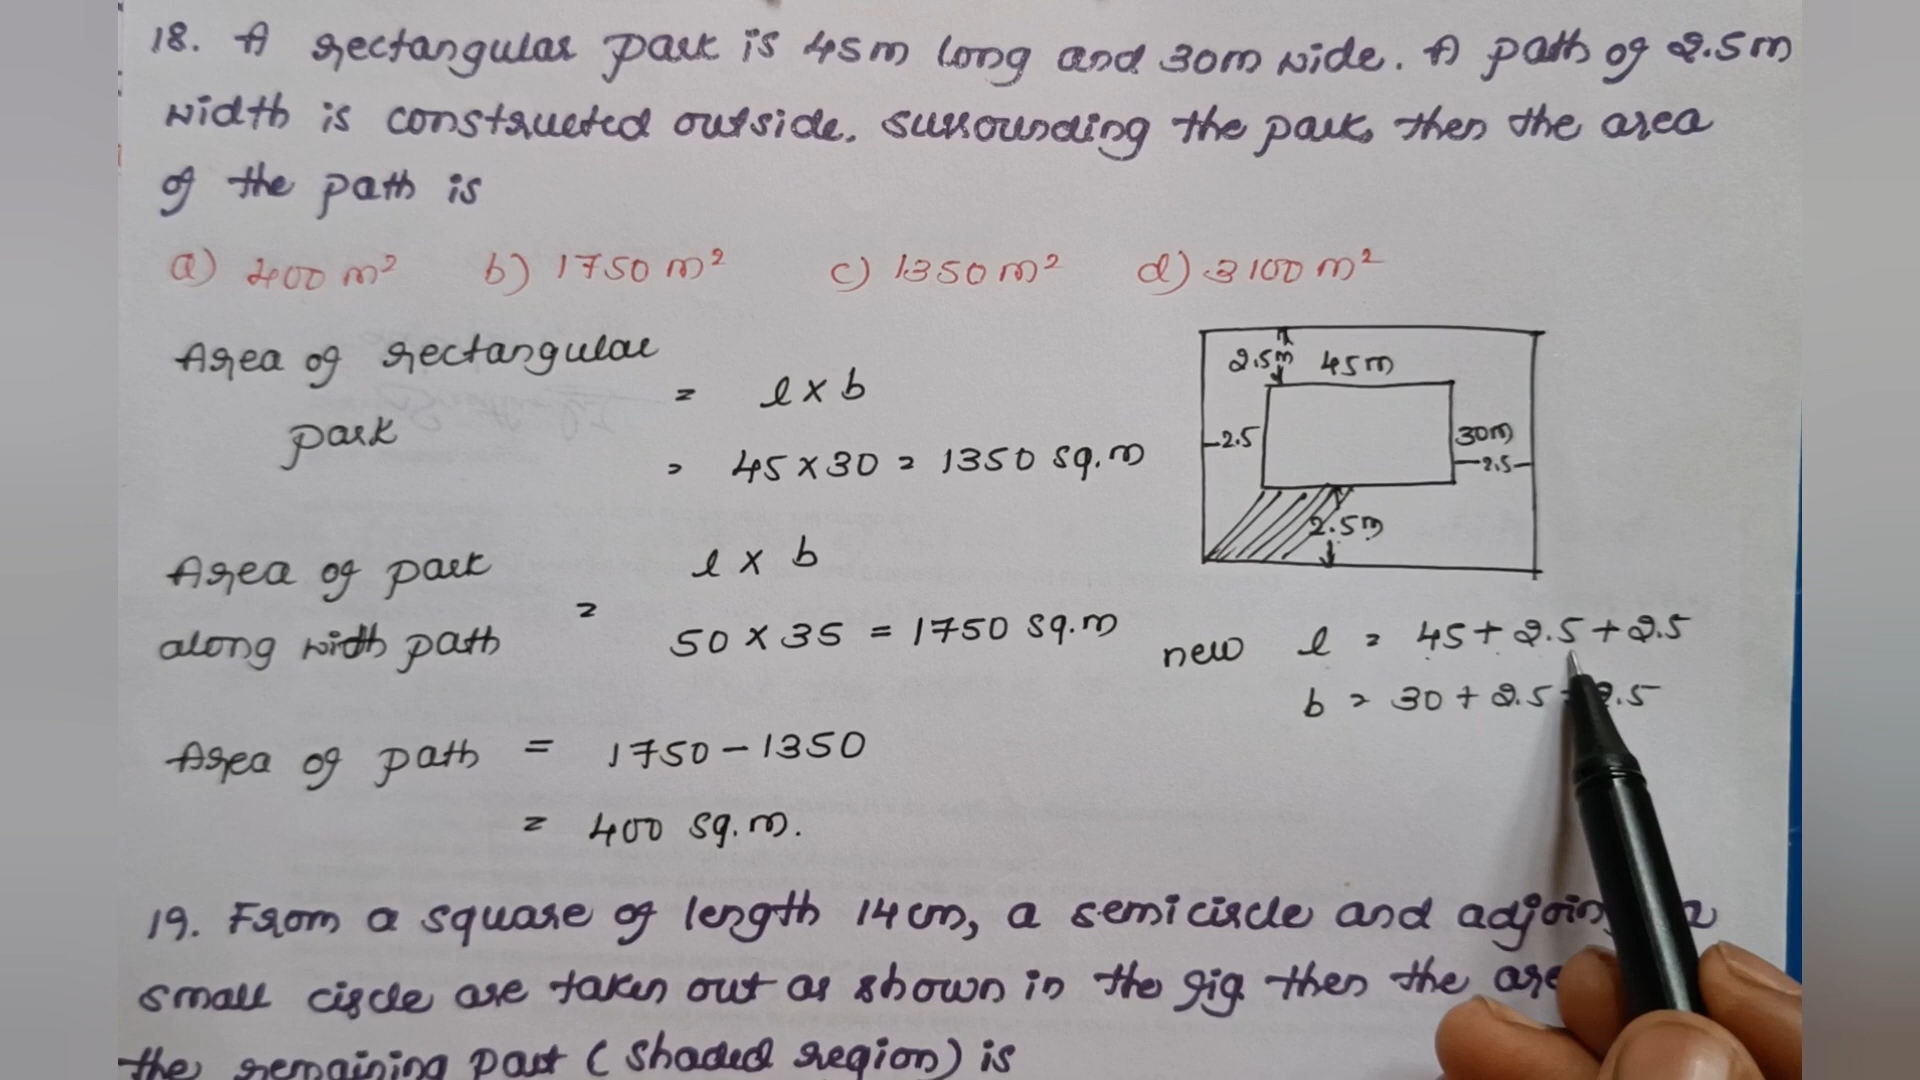 18. A rectangular park is 45m long and 30m wide. A path of 2.5m
width is constructed outside. surrounding the park, then the area
of the path is
a) 400 m² b) 1750 m² c) 1350 m² d) 3100 m²
Area of rectangular
park
= l x b
= 45 x 30 = 1350 sq.m
2.5m 45m
2.5 30m
2.5
2.5m
Area of park
along with path
= l x b
50 x 35 = 1750 sq.m
new l = 45 + 2.5 + 2.5
b = 30 + 2.5 + 2.5
Area of path = 1750 - 1350
= 400 sq.m.
19. From a square of length 14cm, a semicircle and
small circle are taken out as shown in the fig then the
the remaining part (shaded region) is